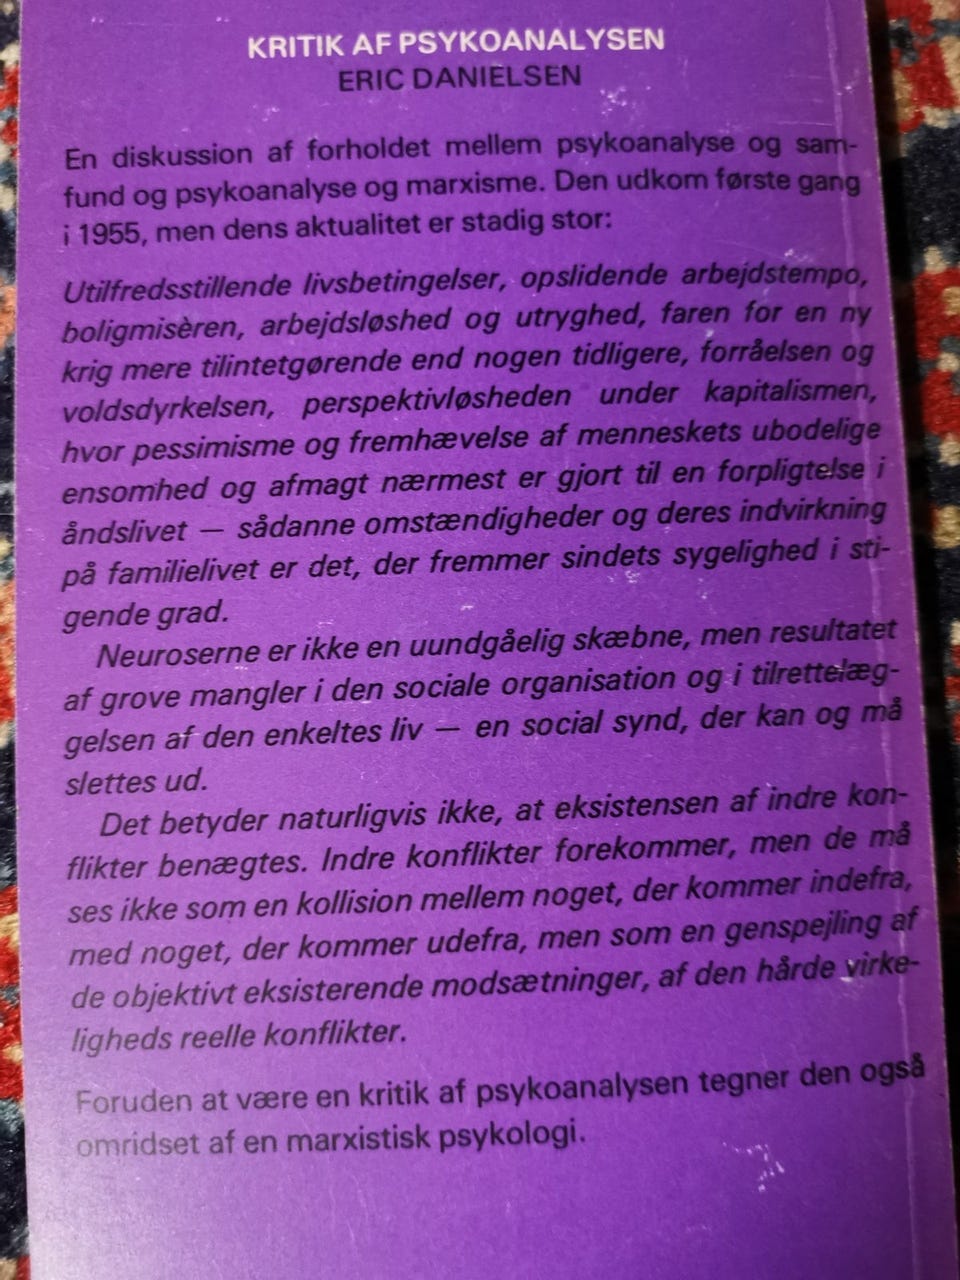 KRITIK AF PSYKOANALYSEN
ERIC DANIELSEN
En diskussion af forholdet mellem psykoanalyse og sam-
fund og psykoanalyse og marxisme. Den udkom første gang
i 1955, men dens aktualitet er stadig stor:
Utilfredsstillende livsbetingelser, opslidende arbejdstempo,
boligmisèren, arbejdsløshed og utryghed, faren for en ny
krig mere tilintetgørende end nogen tidligere, forråelsen og
voldsdyrkelsen, perspektivløsheden under kapitalismen,
hvor pessimisme og fremhævelse af menneskets ubodelige
ensomhed og afmagt nærmest er gjort til en forpligtelse i
åndslivet — sådanne omstændigheder og deres indvirkning
på familielivet er det, der fremmer sindets sygelighed i sti-
gende grad.
Neuroserne er ikke en uundgåelig skæbne, men resultatet
af grove mangler i den sociale organisation og i tilrettelæg-
gelsen af den enkeltes liv — en social synd, der kan og må
slettes ud.
Det betyder naturligvis ikke, at eksistensen af indre kon-
flikter benægtes. Indre konflikter forekommer, men de må
ses ikke som en kollision mellem noget, der kommer indefra,
med noget, der kommer udefra, men som en genspejling af
de objektivt eksisterende modsætninger, af den hårde virke-
ligheds reelle konflikter.
Foruden at være en kritik af psykoanalysen tegner den også
omridset af en marxistisk psykologi.